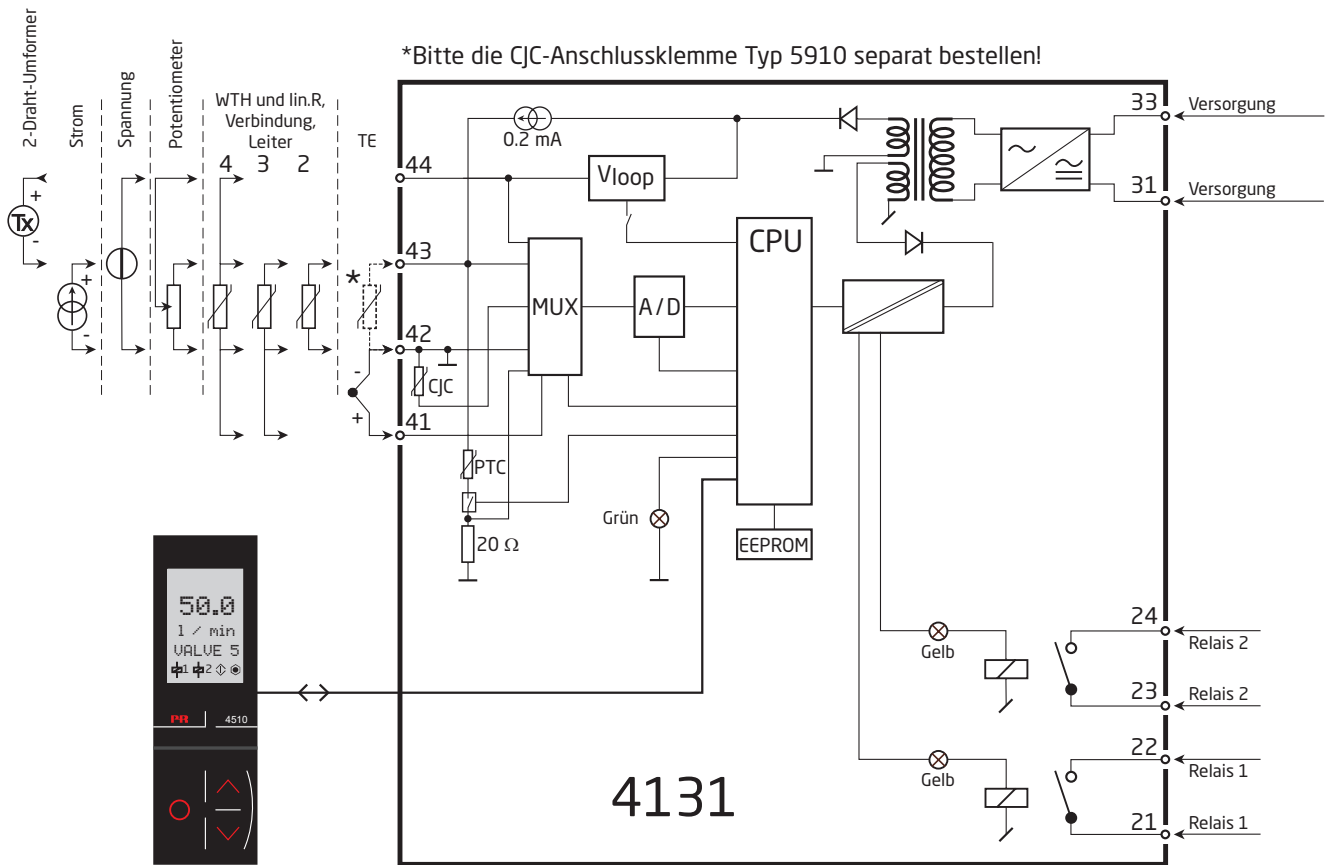 *Bitte die CJC-Anschlussklemme Typ 5910 separat bestellen!
2-Draht-Umformer
Strom
Spannung
Potentiometer
WTH und lin.R,
Verbindung,
Leiter
4 3 2
TE
+
Tx
-
+
-
*
-
+
44
43
42
41
0.2 mA
Vloop
MUX
A/D
CPU
CJC
PTC
20 Ω
Grün
EEPROM
33
Versorgung
31
Versorgung
24
Relais 2
Gelb
23
Relais 2
22
Relais 1
Gelb
21
Relais 1
4131
50.0
l / min
VALVE 5
1 2
PR 4510